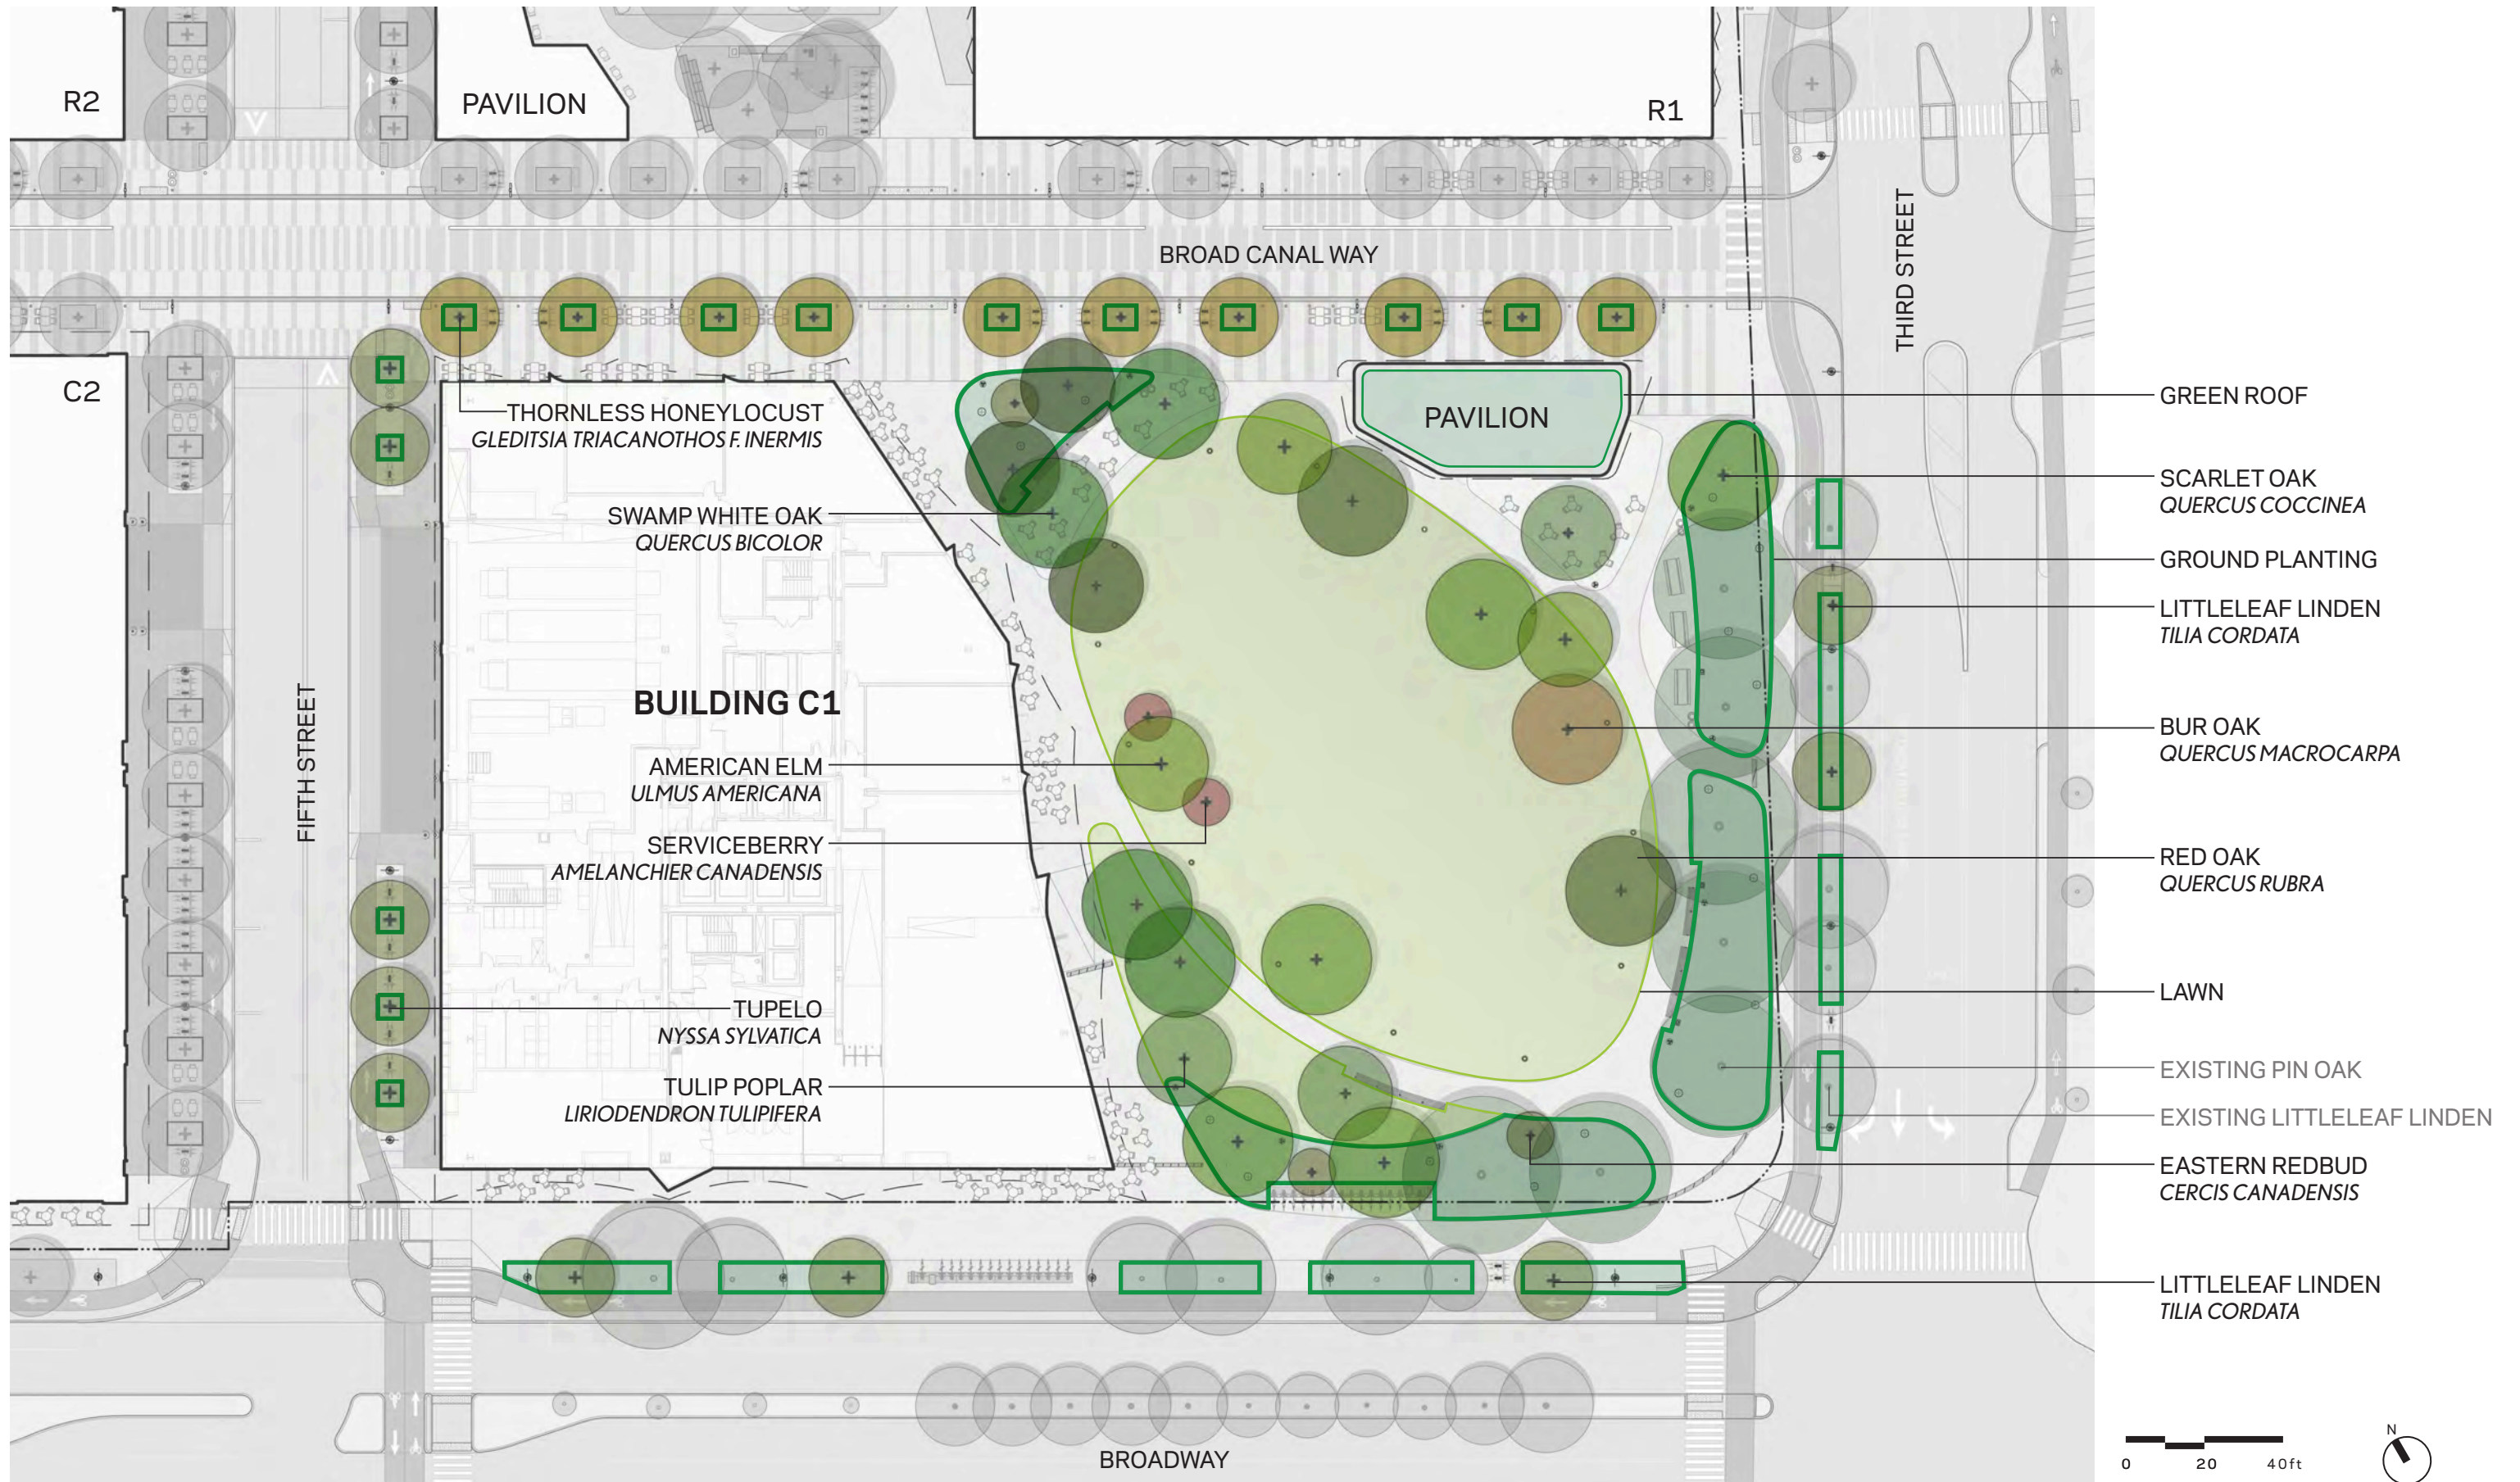 R2
PAVILION
R1
BROAD CANAL WAY
THIRD STREET
C2
THORNLESS HONEYLOCUST
GLEDITSIA TRIACANOTHOS F. INERMIS
PAVILION
GREEN ROOF
SCARLET OAK
QUERCUS COCCINEA
SWAMP WHITE OAK
QUERCUS BICOLOR
GROUND PLANTING
LITTLELEAF LINDEN
TILIA CORDATA
FIFTH STREET
BUILDING C1
BUR OAK
QUERCUS MACROCARPA
AMERICAN ELM
ULMUS AMERICANA
SERVICEBERRY
AMELANCHIER CANADENSIS
RED OAK
QUERCUS RUBRA
LAWN
TUPELO
NYSSA SYLVATICA
EXISTING PIN OAK
TULIP POPLAR
LIRIODENDRON TULIPIFERA
EXISTING LITTLELEAF LINDEN
EASTERN REDBUD
CERCIS CANADENSIS
LITTLELEAF LINDEN
TILIA CORDATA
BROADWAY
N
0 20 40ft